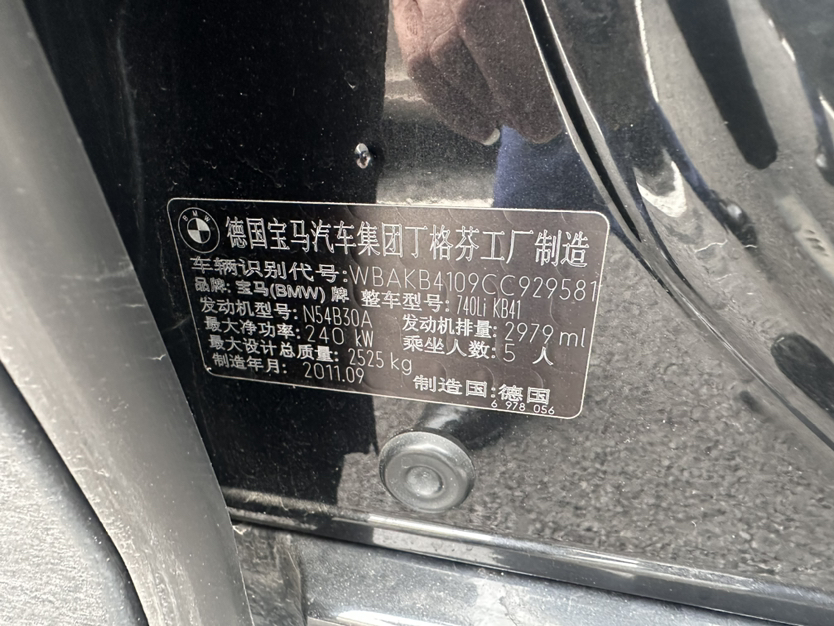 BMW 德国宝马汽车集团丁格芬工厂制造
车辆识别代号:WBAKB4109CC929581
品牌: 宝马(BMW) 牌 整车型号: 740Li KB41
发动机型号: N54B30A 发动机排量: 2979 ml
最大净功率: 240 kW 乘坐人数: 5 人
最大设计总质量: 2525 kg
制造年月: 2011.09 制造国:德国
6 978 056